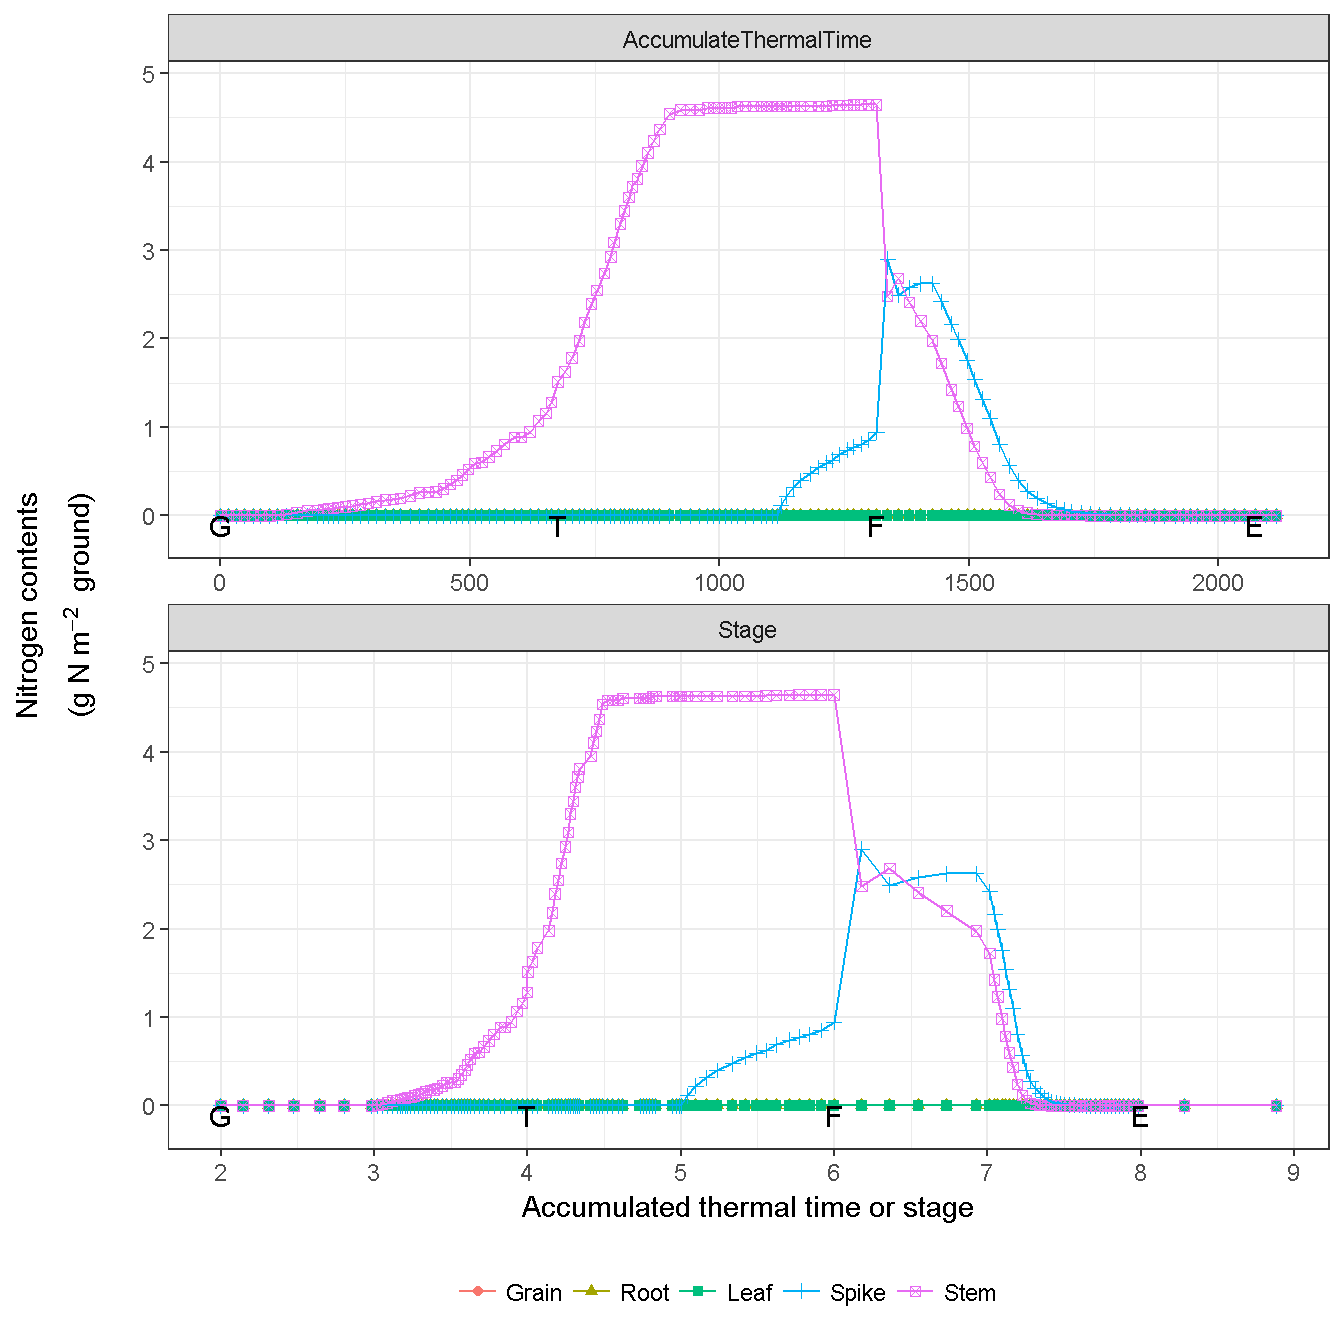 AccumulateThermalTime
5
4
3
2
1
0
G T F E
0 500 1000 1500 2000
Stage
5
4
3
2
1
0
G T F E
2 3 4 5 6 7 8 9
Nitrogen contents
(g N m⁻² ground)
Accumulated thermal time or stage
Grain Root Leaf Spike Stem